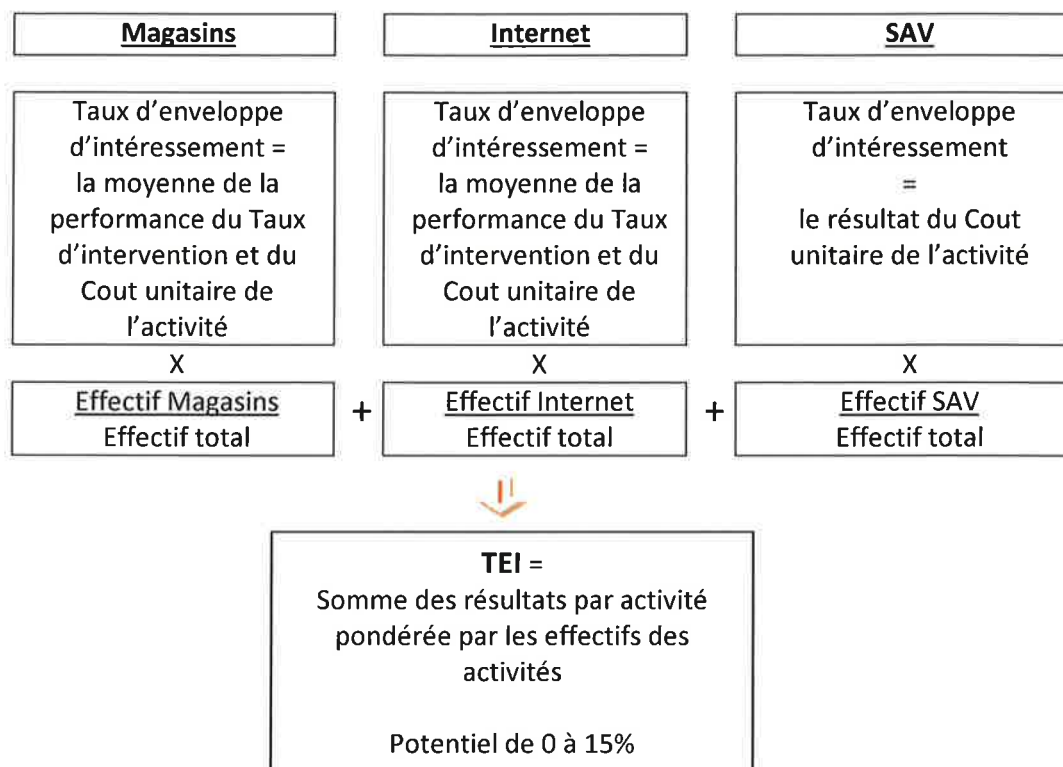 Magasins
Internet
SAV
Taux d'enveloppe
d'intéressement =
la moyenne de la
performance du Taux
d'intervention et du
Cout unitaire de
l'activité
Taux d'enveloppe
d'intéressement =
la moyenne de la
performance du Taux
d'intervention et du
Cout unitaire de
l'activité
Taux d'enveloppe
d'intéressement
=
le résultat du Cout
unitaire de l'activité
X
X
X
Effectif Magasins
Effectif total
+
Effectif Internet
Effectif total
+
Effectif SAV
Effectif total
TEI =
Somme des résultats par activité
pondérée par les effectifs des
activités
Potentiel de 0 à 15%